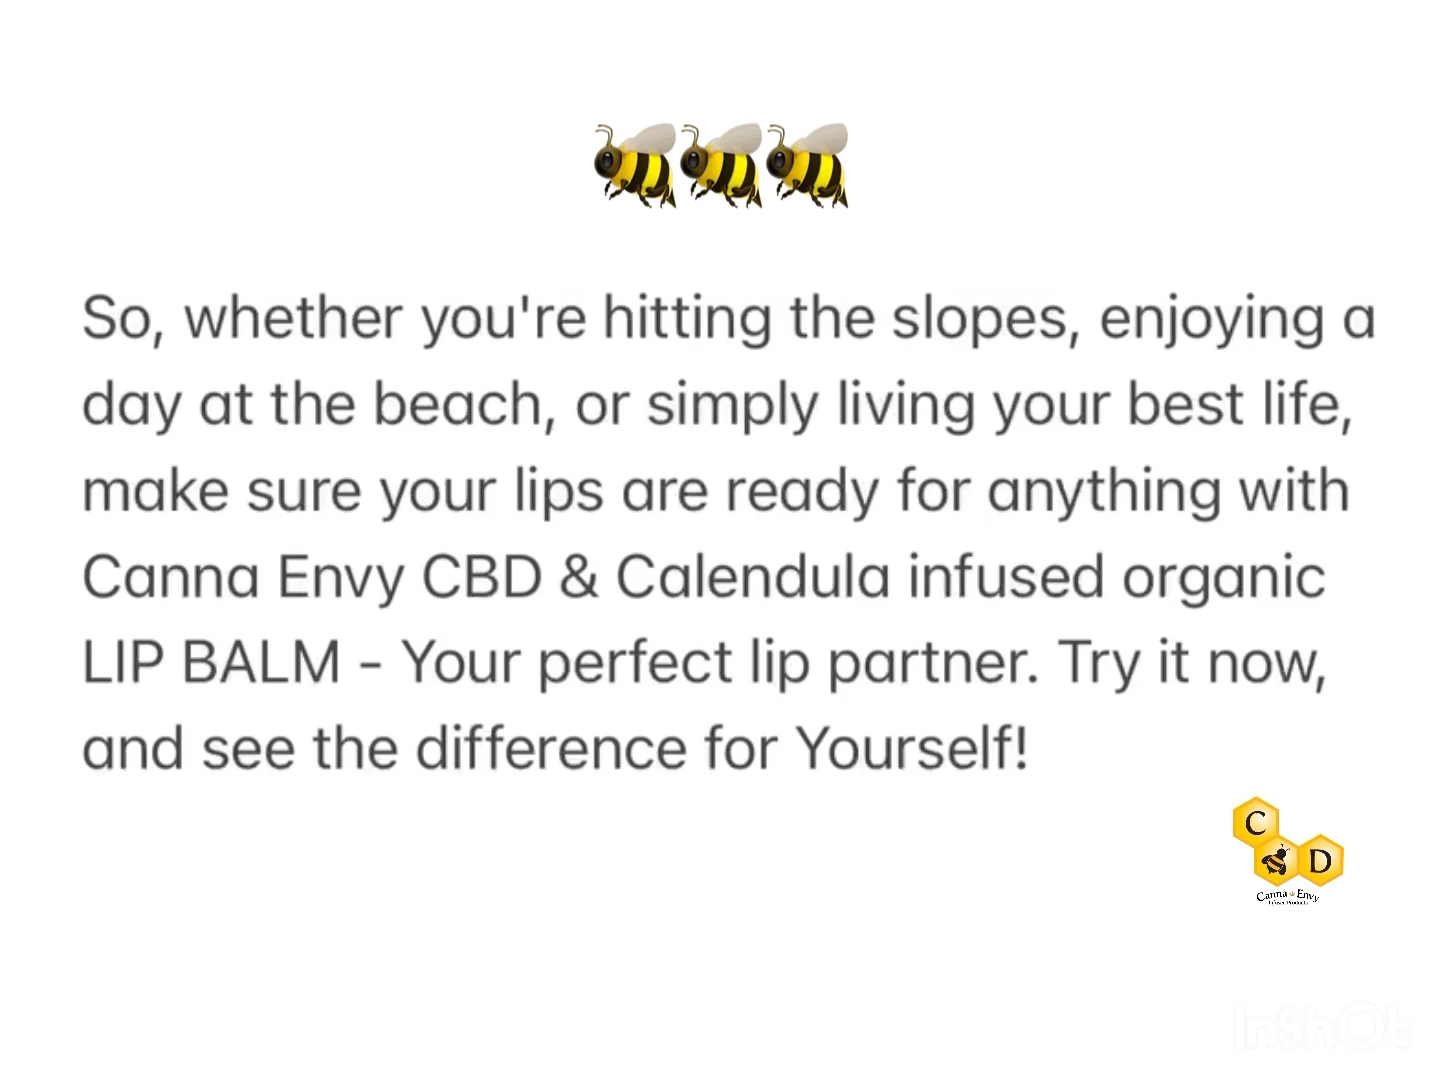 So, whether you're hitting the slopes, enjoying a
day at the beach, or simply living your best life,
make sure your lips are ready for anything with
Canna Envy CBD & Calendula infused organic
LIP BALM - Your perfect lip partner. Try it now,
and see the difference for Yourself!
C
D
Canna Envy
Infused Products
InShOt